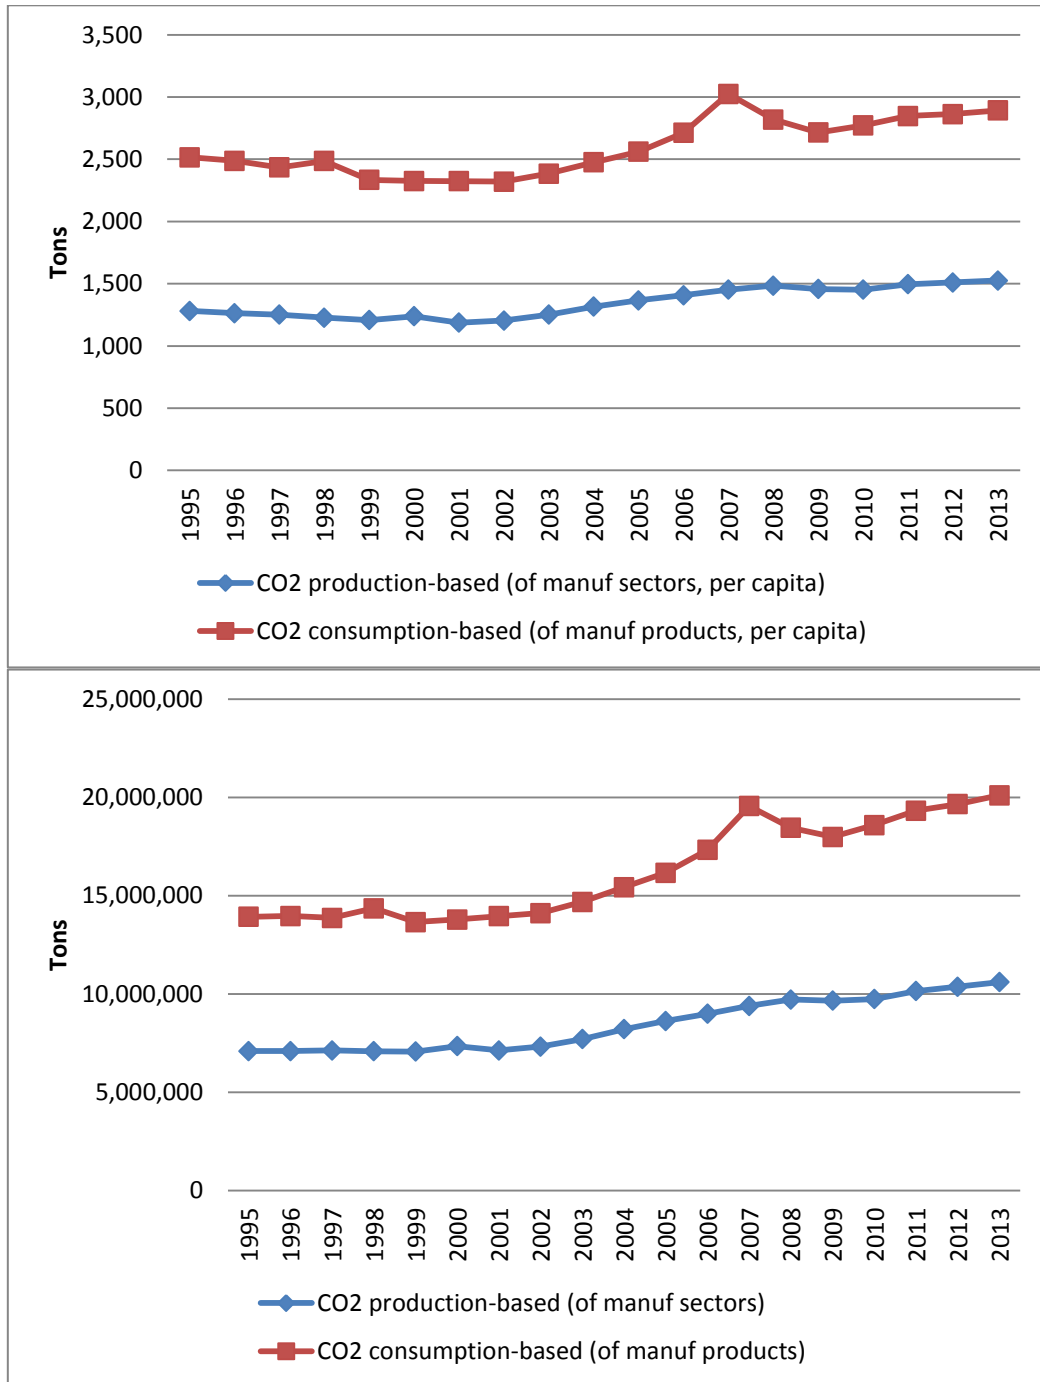 3,500
3,000
2,500
2,000
1,500
1,000
500
0
Tons
1995 1996 1997 1998 1999 2000 2001 2002 2003 2004 2005 2006 2007 2008 2009 2010 2011 2012 2013
CO2 production-based (of manuf sectors, per capita)
CO2 consumption-based (of manuf products, per capita)
25,000,000
20,000,000
15,000,000
10,000,000
5,000,000
0
Tons
1995 1996 1997 1998 1999 2000 2001 2002 2003 2004 2005 2006 2007 2008 2009 2010 2011 2012 2013
CO2 production-based (of manuf sectors)
CO2 consumption-based (of manuf products)